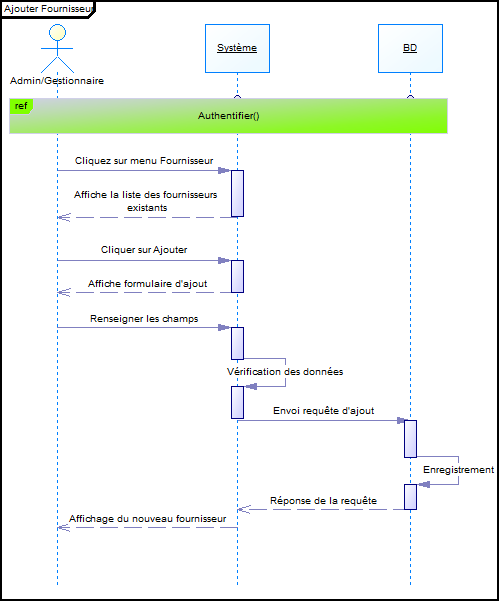 Ajouter Fournisseur
Système
BD
Admin/Gestionnaire
ref
Authentifier()
Cliquez sur menu Fournisseur
Affiche la liste des fournisseurs
existants
Cliquer sur Ajouter
Affiche formulaire d'ajout
Renseigner les champs
Vérification des données
Envoi requête d'ajout
Enregistrement
Réponse de la requête
Affichage du nouveau fournisseur